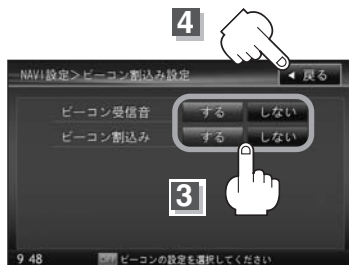 4
NAVI設定>ビーコン割込み設定
◀ 戻る
ビーコン受信音 する しない
ビーコン割込み する しない
3
9 48 ビーコンの設定を選択してください